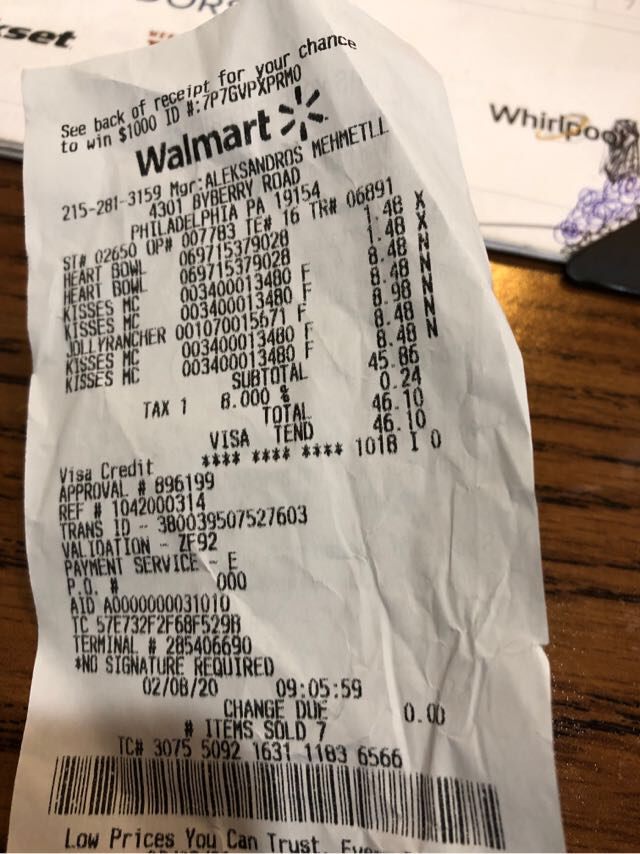 kset
Whirlpool
See back of receipt for your chance
to win $1000 ID #:7P7GVPXPRMO
Walmart
215-281-3159 Mgr:ALEKSANDROS MEHMETLL
4301 BYBERRY ROAD
PHILADELPHIA PA 19154
ST# 02650 OP# 007783 TE# 16 TR# 06891
HEART BOWL 069715379028 1.48 X
HEART BOWL 069715379028 1.48 X
KISSES MC 003400013480 F 8.48 N
KISSES MC 003400013480 F 8.48 N
JOLLYRANCHER 001070015671 F 8.98 N
KISSES MC 003400013480 F 8.48 N
KISSES MC 003400013480 F 8.48 N
SUBTOTAL 45.86
TAX 1 8.000 % 0.24
TOTAL 46.10
VISA TEND 46.10
Visa Credit **** **** **** 1018 I 0
APPROVAL # 896199
REF # 1042000314
TRANS ID - 380039507527603
VALIDATION - ZF92
PAYMENT SERVICE - E
P.O. # 000
AID A0000000031010
TC 57E732F2F68F529B
TERMINAL # 285406690
*NO SIGNATURE REQUIRED
02/08/20 09:05:59
CHANGE DUE 0.00
# ITEMS SOLD 7
TC# 3075 5092 1631 1183 6566
Low Prices You Can Trust.